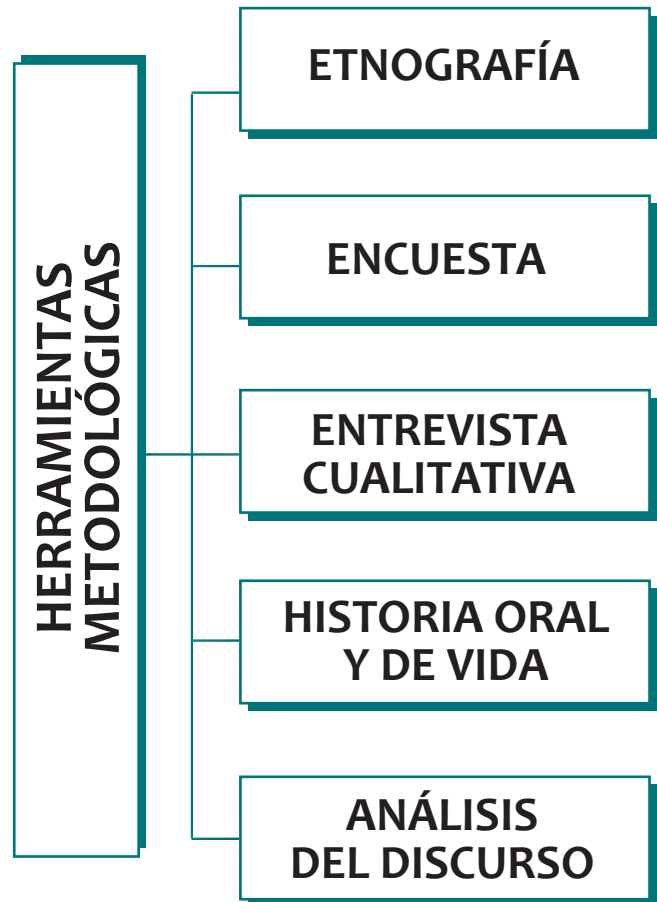 HERRAMIENTAS
METODOLÓGICAS
ETNOGRAFÍA
ENCUESTA
ENTREVISTA
CUALITATIVA
HISTORIA ORAL
Y DE VIDA
ANÁLISIS
DEL DISCURSO